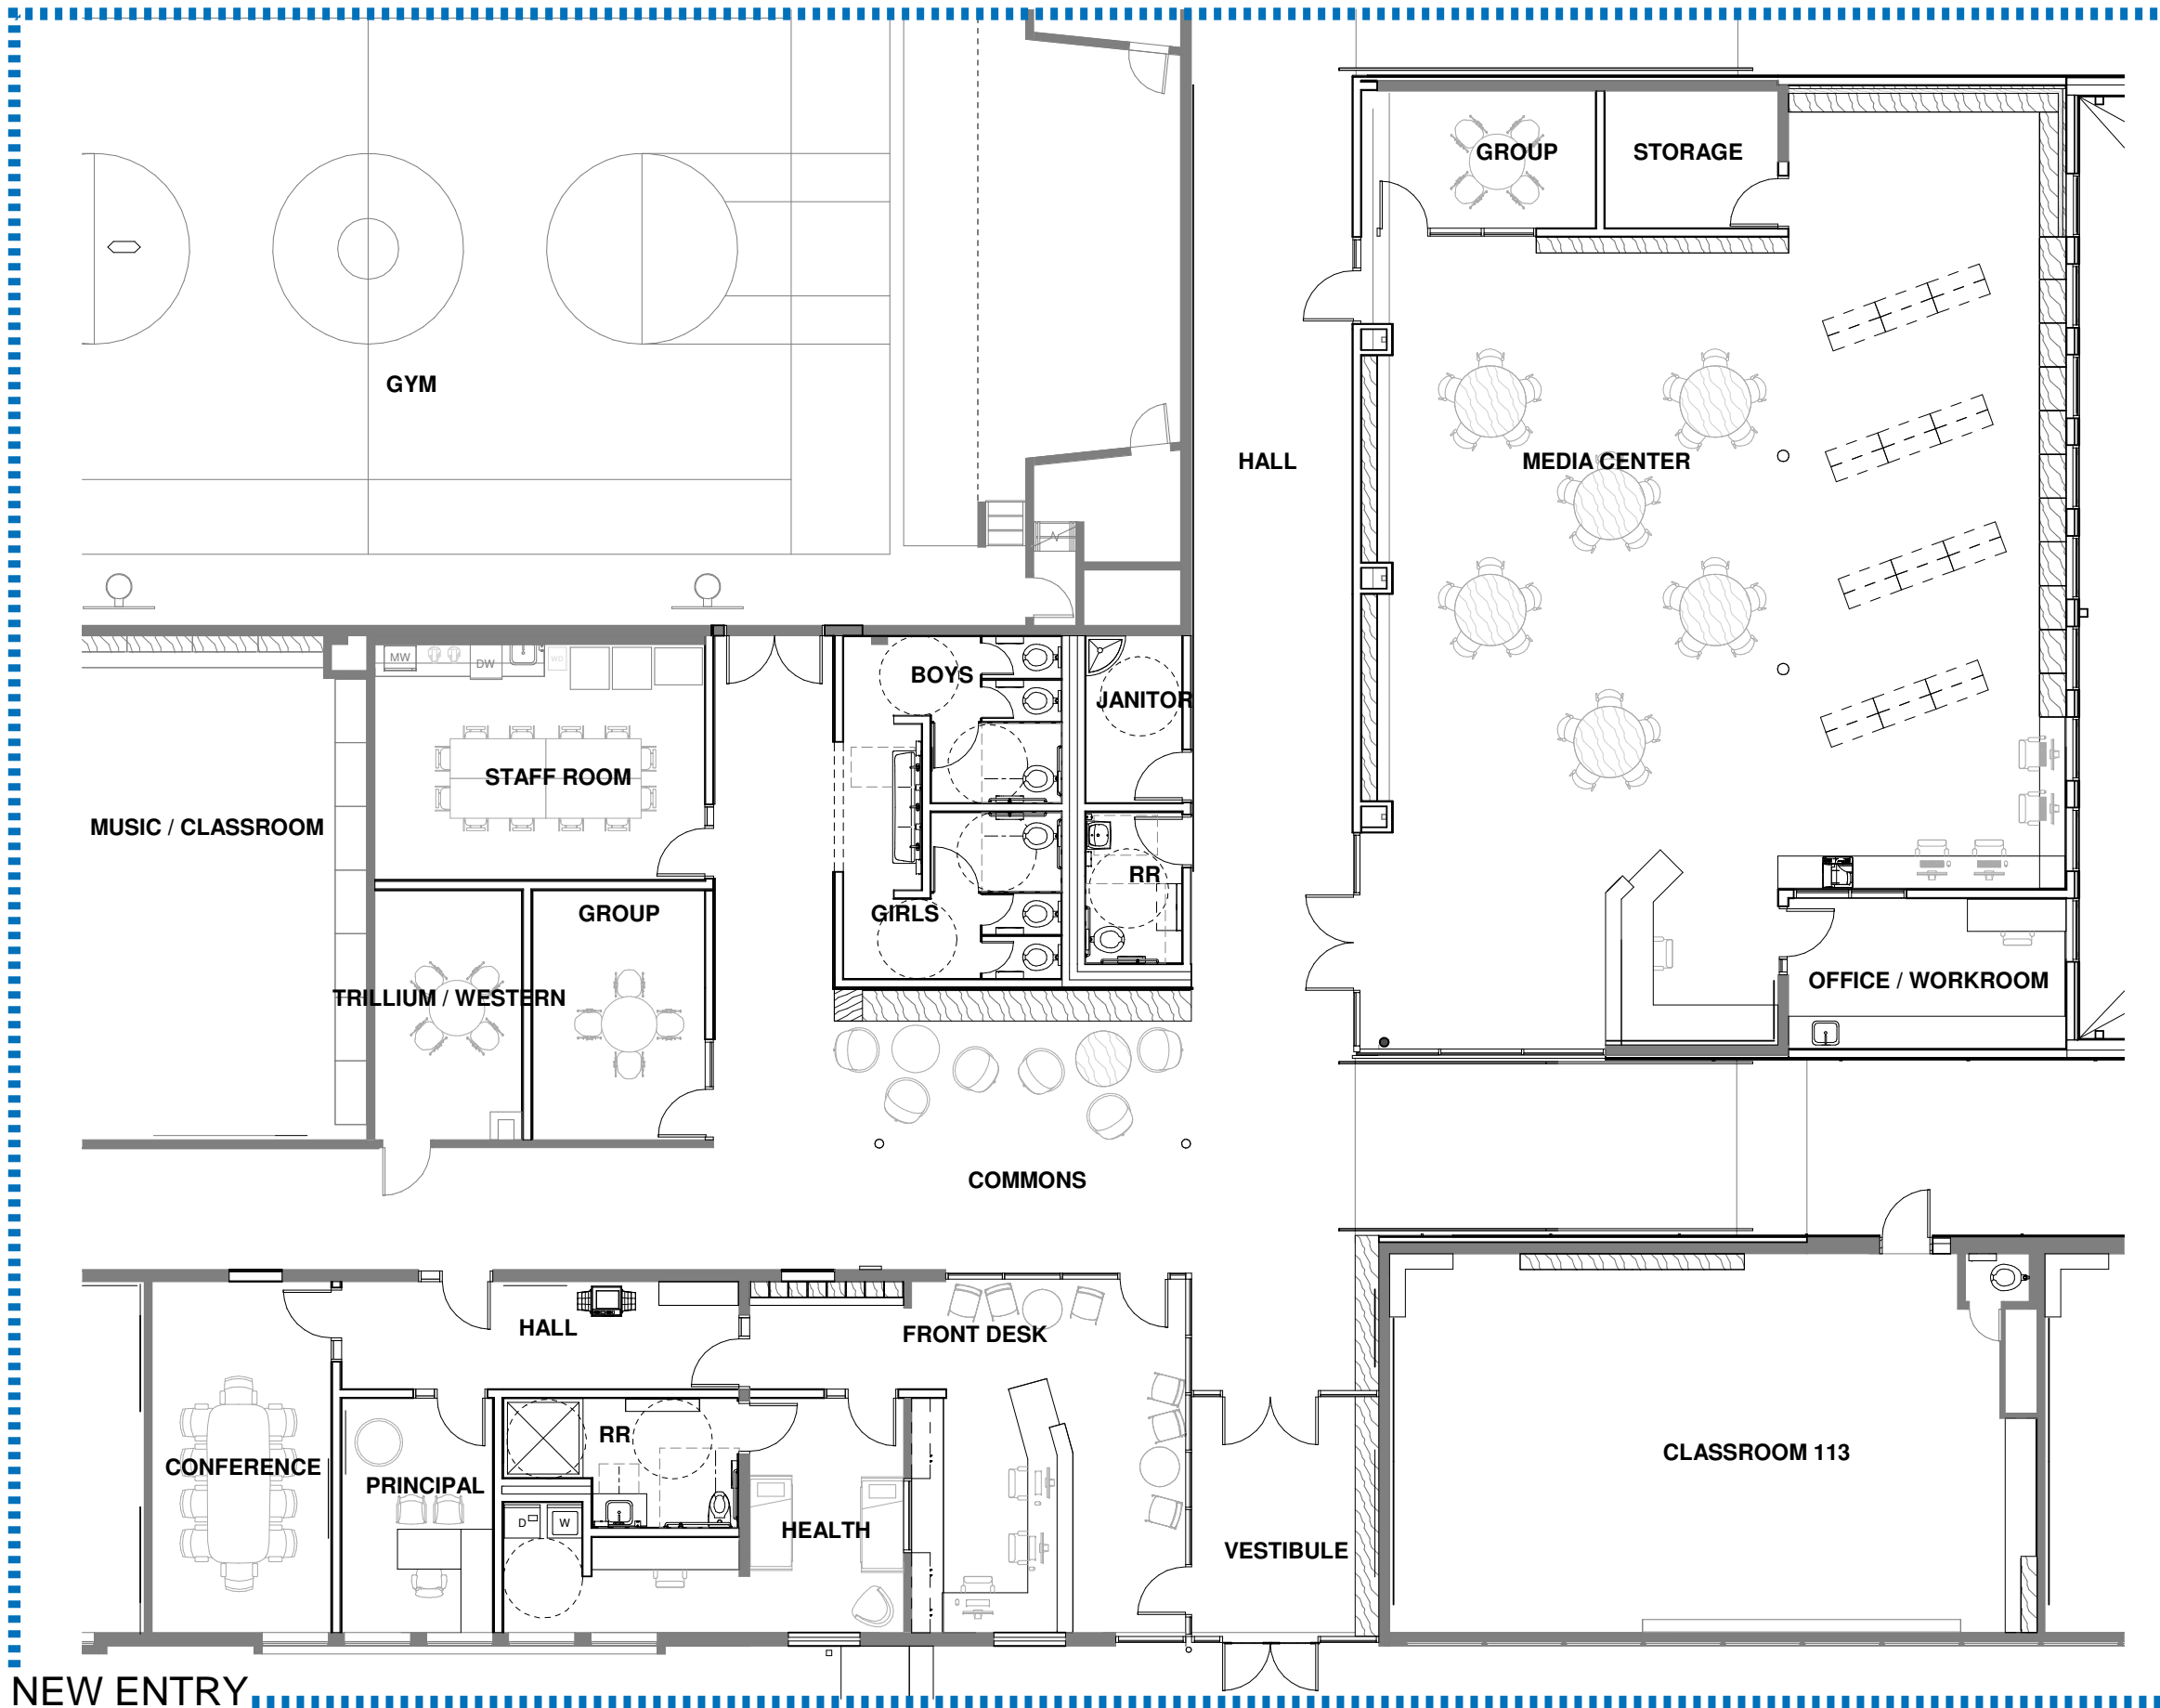 GROUP
STORAGE
GYM
HALL
MEDIA CENTER
BOYS
JANITOR
MW
DW
WD
STAFF ROOM
MUSIC / CLASSROOM
RR
GROUP
GIRLS
TRILLIUM / WESTERN
OFFICE / WORKROOM
COMMONS
HALL
FRONT DESK
RR
CONFERENCE
PRINCIPAL
CLASSROOM 113
D
W
HEALTH
VESTIBULE
NEW ENTRY